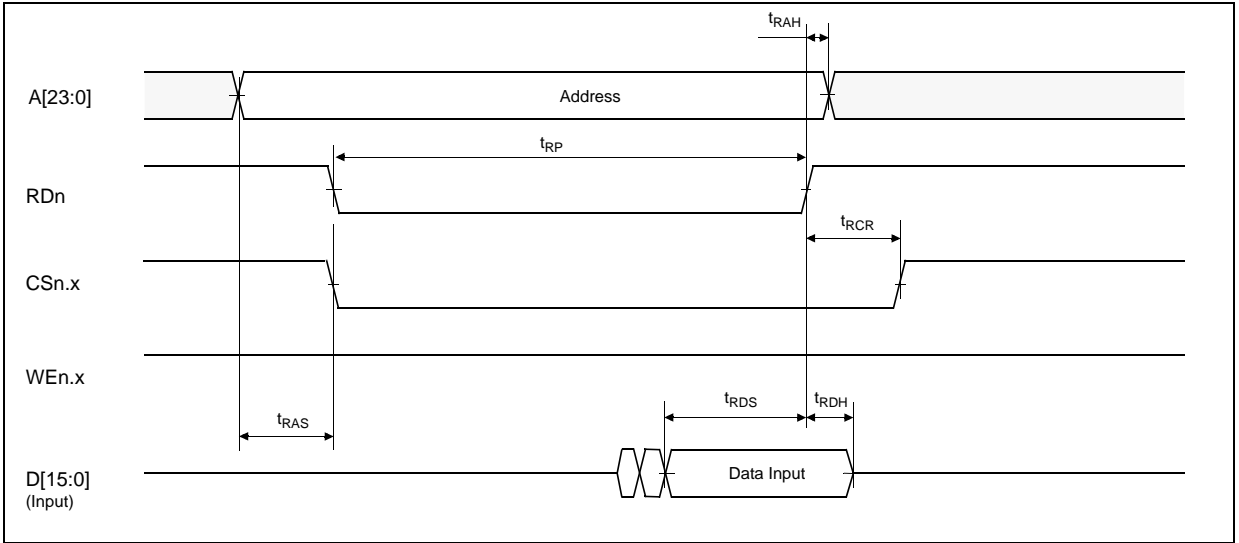 tRAH
A[23:0]
Address
tRP
RDn
tRCR
CSn.x
WEn.x
tRAS
tRDS
tRDH
D[15:0]
(Input)
Data Input